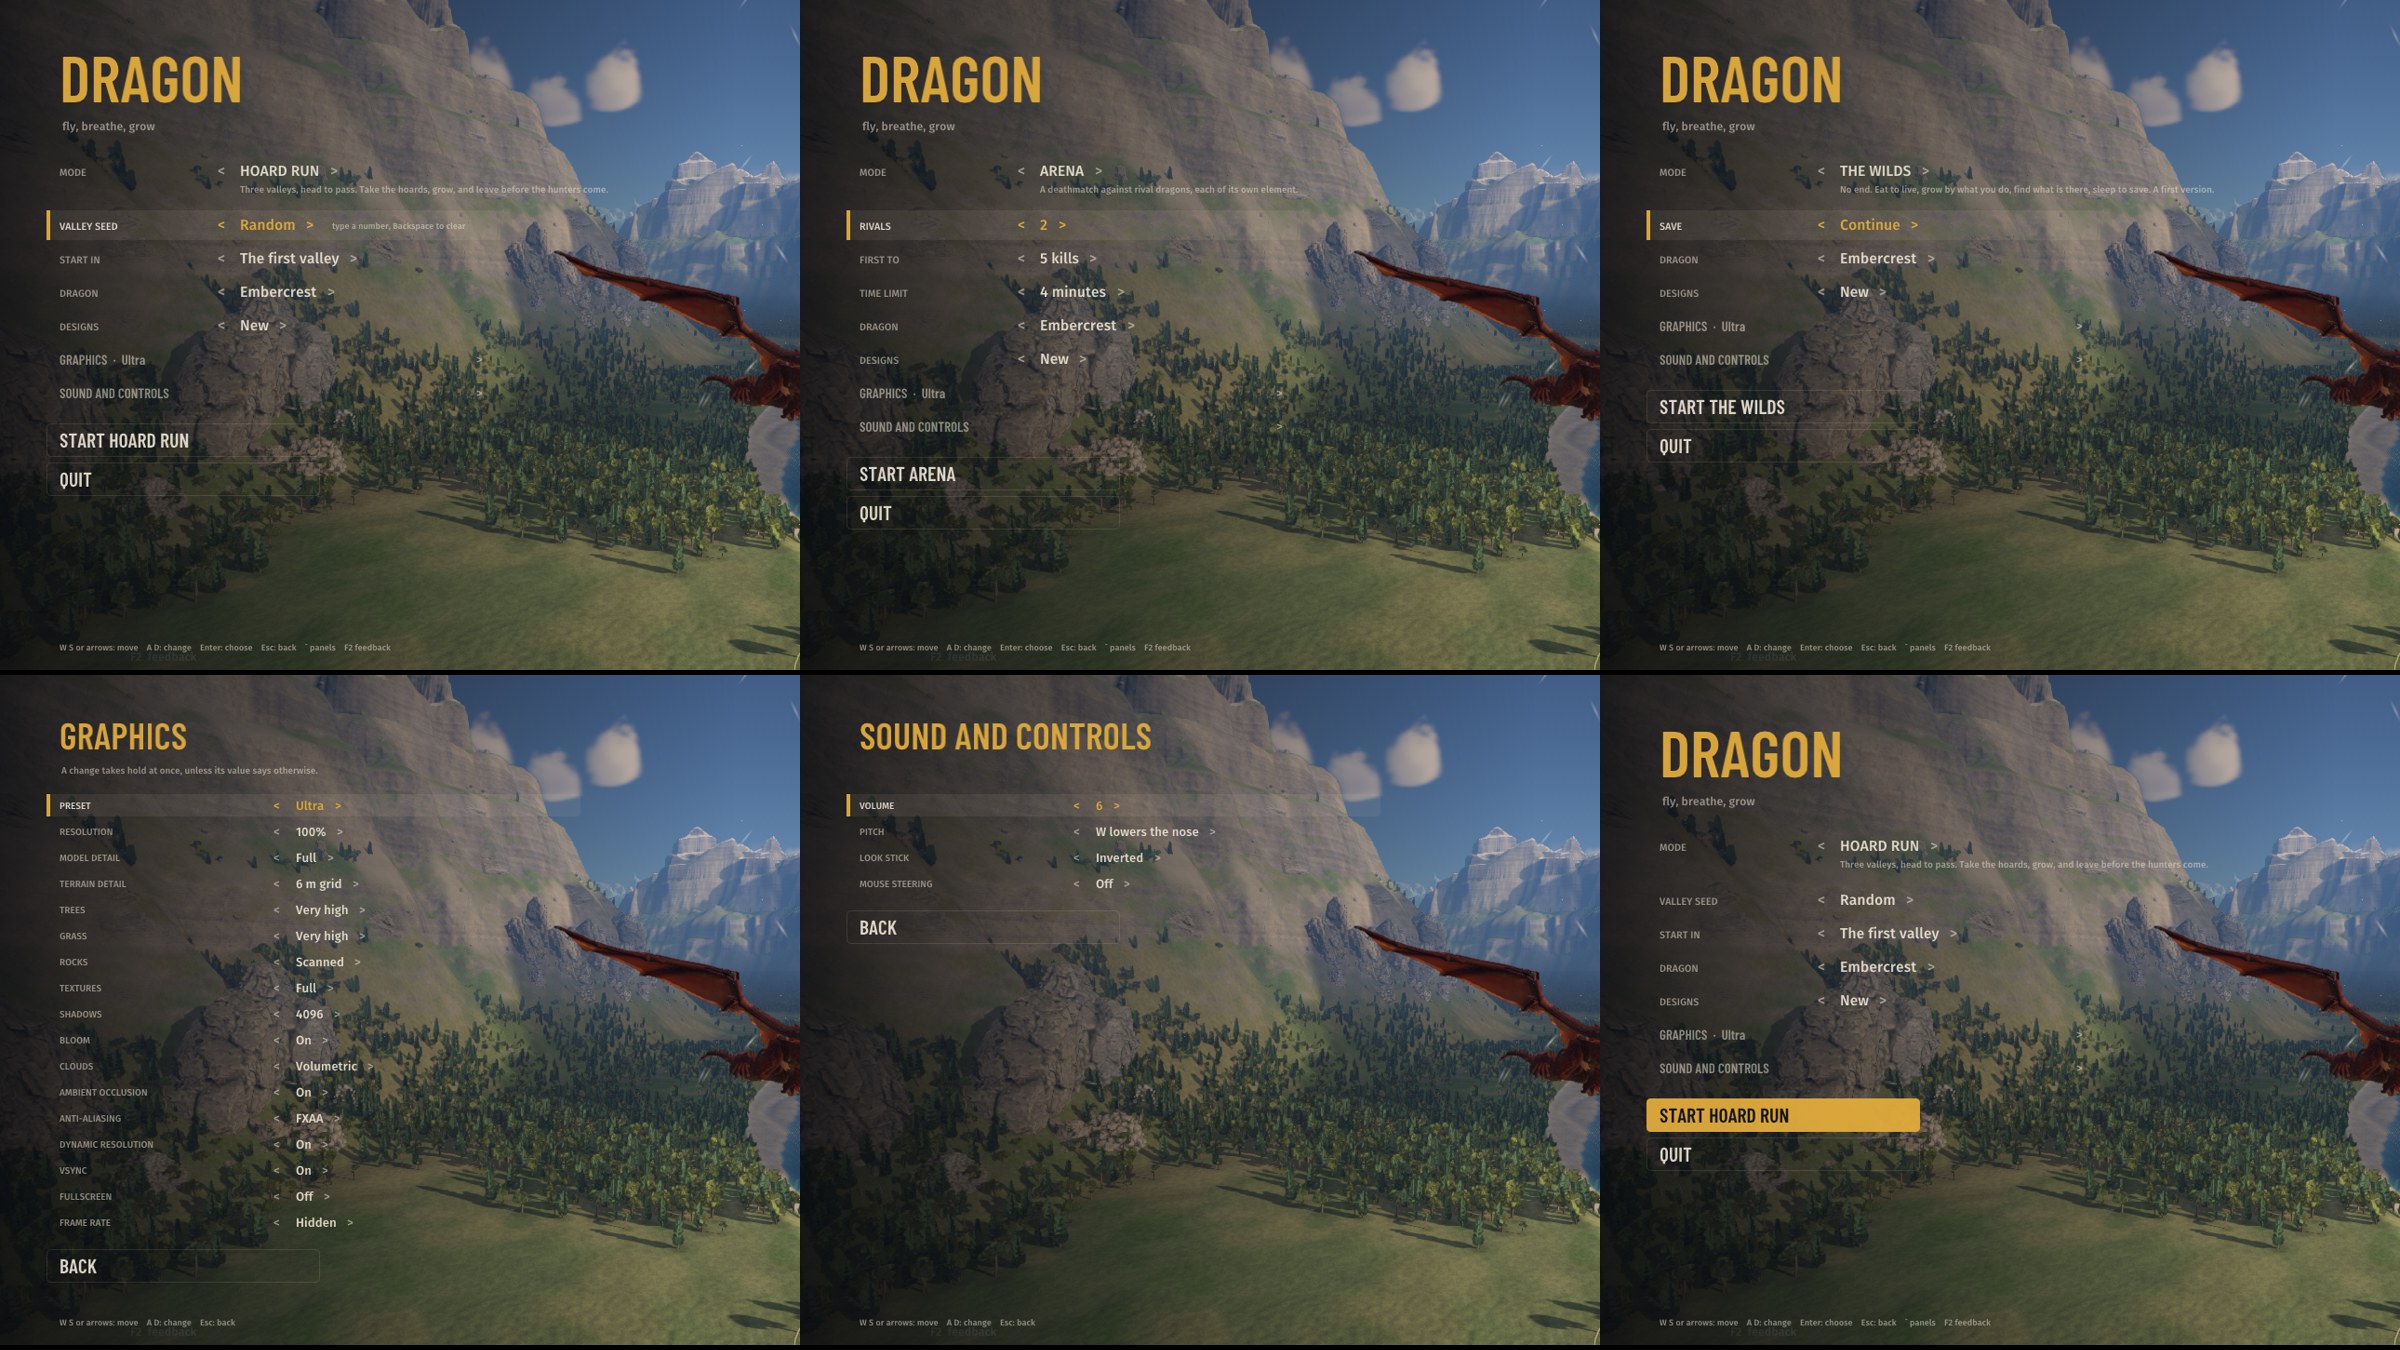 DRAGON
fly, breathe, grow
MODE < HOARD RUN >
Three valleys, head to pass. Take the hoards, grow, and leave before the hunters come.
VALLEY SEED < Random > type a number, Backspace to clear
START IN < The first valley >
DRAGON < Embercrest >
DESIGNS < New >
GRAPHICS · Ultra >
SOUND AND CONTROLS >
START HOARD RUN
QUIT
W S or arrows: move A D: change Enter: choose Esc: back ` panels F2 feedback
F2 feedback
DRAGON
fly, breathe, grow
MODE < ARENA >
A deathmatch against rival dragons, each of its own element.
RIVALS < 2 >
FIRST TO < 5 kills >
TIME LIMIT < 4 minutes >
DRAGON < Embercrest >
DESIGNS < New >
GRAPHICS · Ultra >
SOUND AND CONTROLS >
START ARENA
QUIT
W S or arrows: move A D: change Enter: choose Esc: back ` panels F2 feedback
F2 feedback
DRAGON
fly, breathe, grow
MODE < THE WILDS >
No end. Eat to live, grow by what you do, find what is there, sleep to save. A first version.
SAVE < Continue >
DRAGON < Embercrest >
DESIGNS < New >
GRAPHICS · Ultra >
SOUND AND CONTROLS >
START THE WILDS
QUIT
W S or arrows: move A D: change Enter: choose Esc: back ` panels F2 feedback
F2 feedback
GRAPHICS
A change takes hold at once, unless its value says otherwise.
PRESET < Ultra >
RESOLUTION < 100% >
MODEL DETAIL < Full >
TERRAIN DETAIL < 6 m grid >
TREES < Very high >
GRASS < Very high >
ROCKS < Scanned >
TEXTURES < Full >
SHADOWS < 4096 >
BLOOM < On >
CLOUDS < Volumetric >
AMBIENT OCCLUSION < On >
ANTI-ALIASING < FXAA >
DYNAMIC RESOLUTION < On >
VSYNC < On >
FULLSCREEN < Off >
FRAME RATE < Hidden >
BACK
W S or arrows: move A D: change Esc: back
F2 feedback
SOUND AND CONTROLS
VOLUME < 6 >
PITCH < W lowers the nose >
LOOK STICK < Inverted >
MOUSE STEERING < Off >
BACK
W S or arrows: move A D: change Esc: back
F2 feedback
DRAGON
fly, breathe, grow
MODE < HOARD RUN >
Three valleys, head to pass. Take the hoards, grow, and leave before the hunters come.
VALLEY SEED < Random >
START IN < The first valley >
DRAGON < Embercrest >
DESIGNS < New >
GRAPHICS · Ultra >
SOUND AND CONTROLS >
START HOARD RUN
QUIT
W S or arrows: move A D: change Enter: choose Esc: back ` panels F2 feedback
F2 feedback